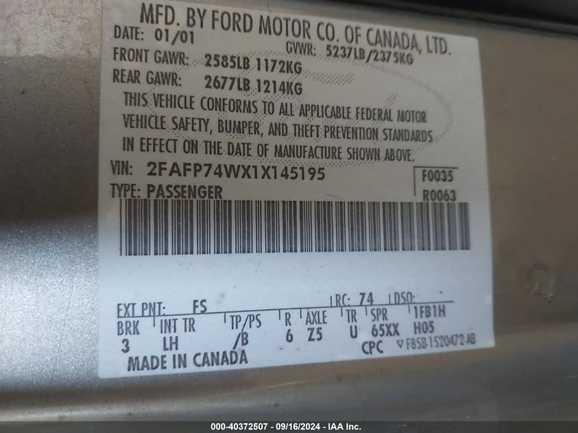 MFD. BY FORD MOTOR CO. OF CANADA, LTD.
DATE: 01/01 GVWR: 5237LB/2375KG
FRONT GAWR: 2585LB 1172KG
REAR GAWR: 2677LB 1214KG
THIS VEHICLE CONFORMS TO ALL APPLICABLE FEDERAL MOTOR
VEHICLE SAFETY, BUMPER, AND THEFT PREVENTION STANDARDS
IN EFFECT ON THE DATE OF MANUFACTURE SHOWN ABOVE.
VIN: 2FAFP74WX1X145195 F0035
TYPE: PASSENGER R0063
EXT PNT: FS RC: 74 DSO:
BRK INT TR TP/PS R AXLE TR SPR 1FB1H
3 LH /B 6 Z5 U 65XX H05
MADE IN CANADA CPC F85B-1520472-AB
000-40372507 - 09/16/2024 - IAA Inc.